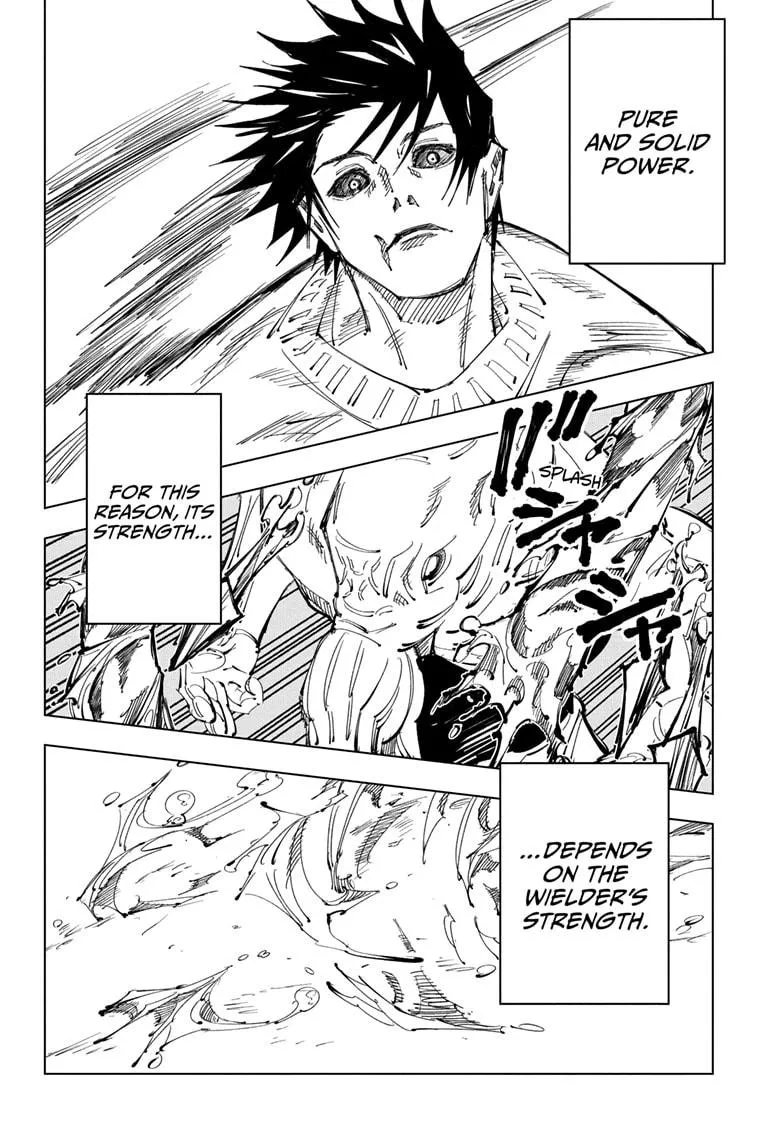 PURE
AND SOLID
POWER.
FOR THIS
REASON, ITS
STRENGTH...
SPLASH
バシャシャ
...DEPENDS
ON THE
WIELDER'S
STRENGTH.